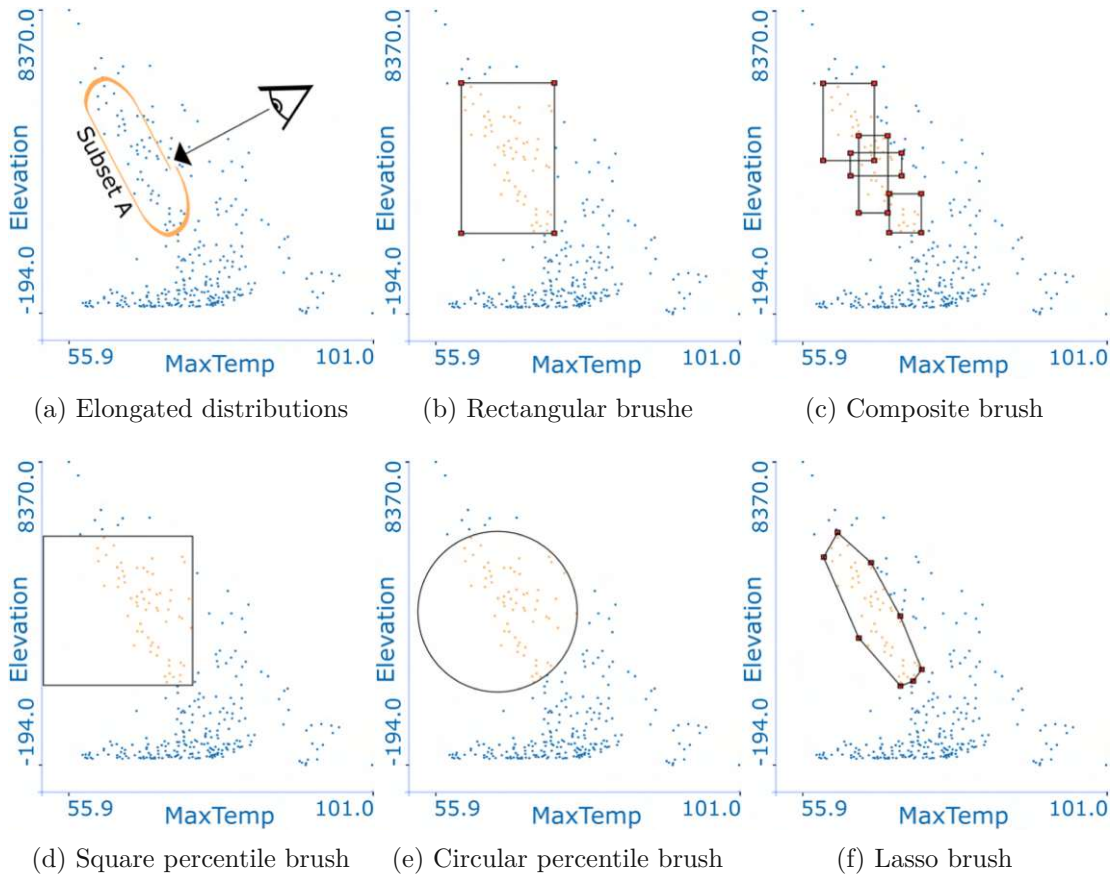 8370.0
Elevation
-194.0
Subset A
55.9
MaxTemp
101.0
(a) Elongated distributions
8370.0
Elevation
-194.0
55.9
MaxTemp
101.0
(b) Rectangular brushe
8370.0
Elevation
-194.0
55.9
MaxTemp
101.0
(c) Composite brush
8370.0
Elevation
-194.0
55.9
MaxTemp
101.0
(d) Square percentile brush
8370.0
Elevation
-194.0
55.9
MaxTemp
101.0
(e) Circular percentile brush
8370.0
Elevation
-194.0
55.9
MaxTemp
101.0
(f) Lasso brush